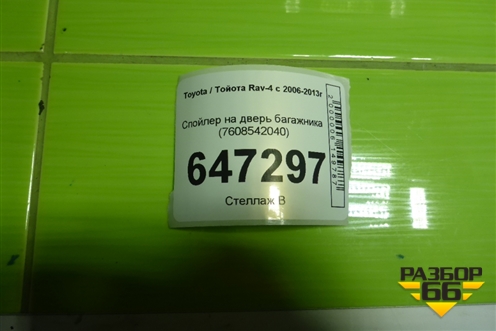 Toyota / Тойота Rav-4 с 2006-2013г
Спойлер на дверь багажника
(7608542040)
647297
Стеллаж В
РАЗБОР
66